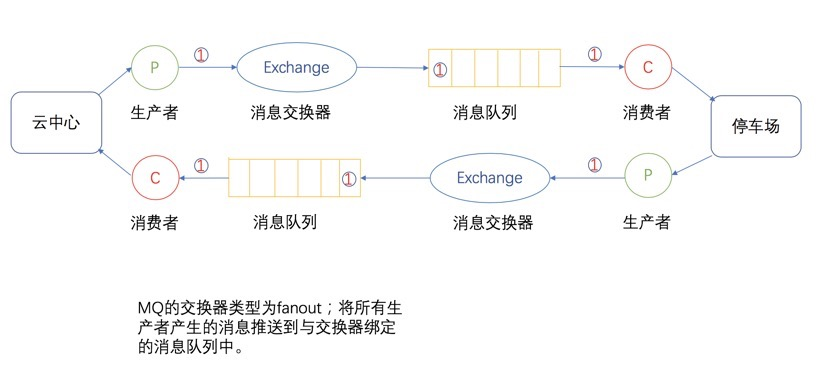 ① ①
P Exchange ① C
生产者 消息交换器 消息队列 消费者
云中心 停车场
① ①
C ① Exchange P
消费者 消息队列 消息交换器 生产者
MQ的交换器类型为fanout；将所有生
产者产生的消息推送到与交换器绑定
的消息队列中。